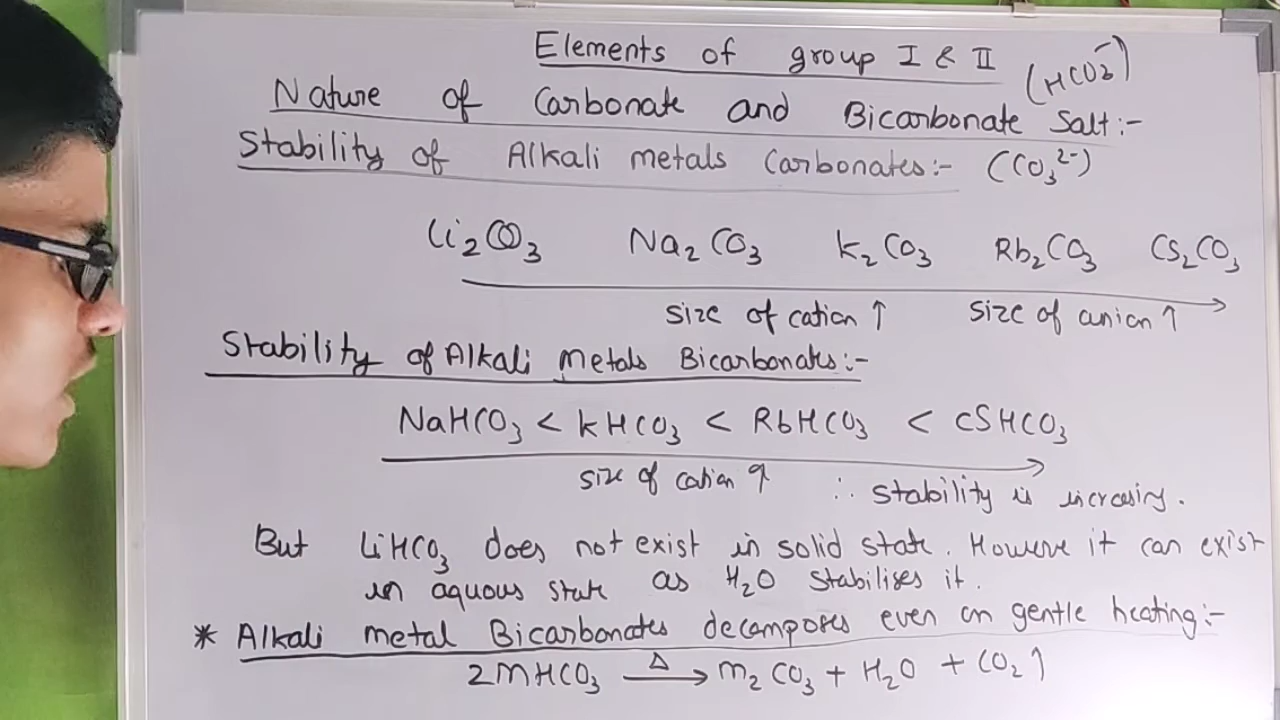 Elements of group I & II
(HCO3⁻)
Nature of Carbonate and Bicarbonate Salt:-
Stability of Alkali metals Carbonates:- (CO₃²⁻)
Li₂CO₃ Na₂CO₃ K₂CO₃ Rb₂CO₃ CS₂CO₃
size of cation ↑ size of anion ↑
Stability of Alkali metals Bicarbonates:-
NaHCO₃ < KHCO₃ < RbHCO₃ < CSHCO₃
size of cation ↑ ∴ stability is increasing.
But LiHCO₃ does not exist in solid state. Howeve it can exist
in aquous state as H₂O stabilises it.
* Alkali metal Bicarbonates decomposes even on gentle heating:-
2MHCO₃ —Δ→ M₂CO₃ + H₂O + CO₂↑